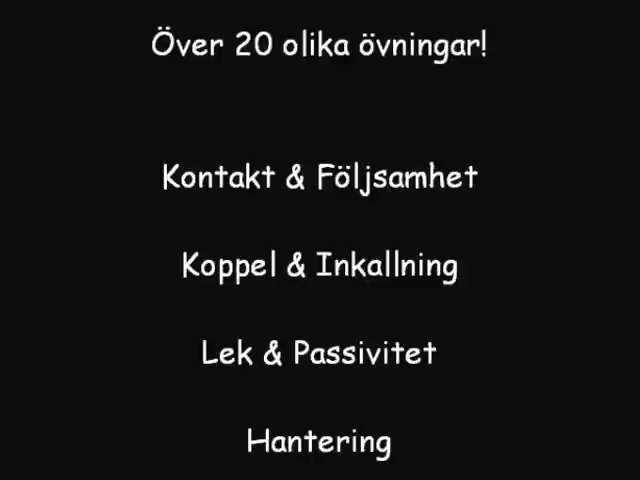 Över 20 olika övningar!
Kontakt & Följsamhet
Koppel & Inkallning
Lek & Passivitet
Hantering